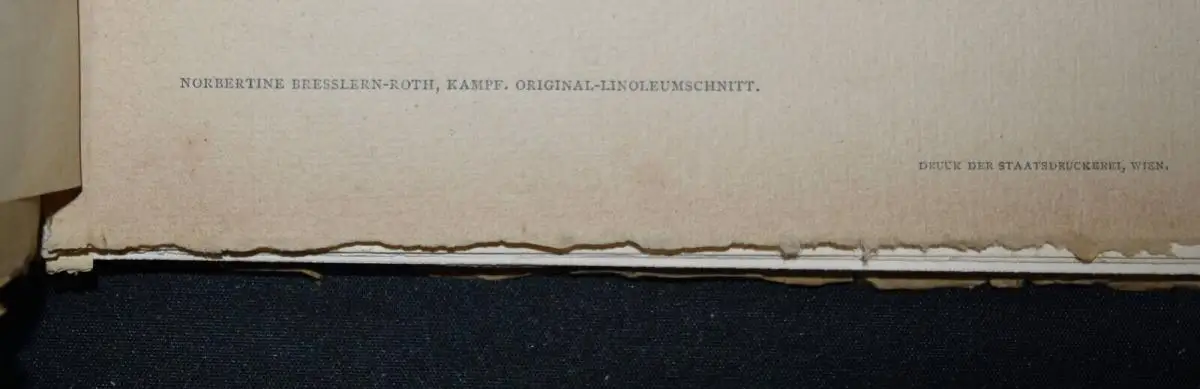 NORBERTINE BRESSLERN-ROTH, KAMPF. ORIGINAL-LINOLEUMSCHNITT.
DRUCK DER STAATSDRUCKEREI, WIEN.